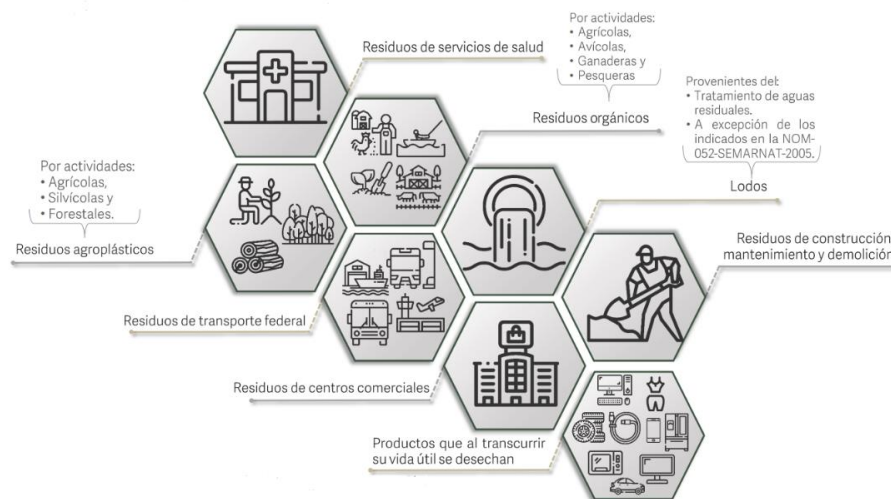 Residuos de servicios de salud
Por actividades:
• Agrícolas,
• Avícolas,
• Ganaderas y
• Pesqueras
Residuos orgánicos
Provenientes del:
• Tratamiento de aguas
residuales.
• A excepción de los
indicados en la NOM-
052-SEMARNAT-2005.
Lodos
Por actividades:
• Agrícolas,
• Silvícolas y
• Forestales.
Residuos agroplásticos
Residuos de construcción
mantenimiento y demolición
Residuos de transporte federal
Residuos de centros comerciales
Productos que al transcurrir
su vida útil se desechan